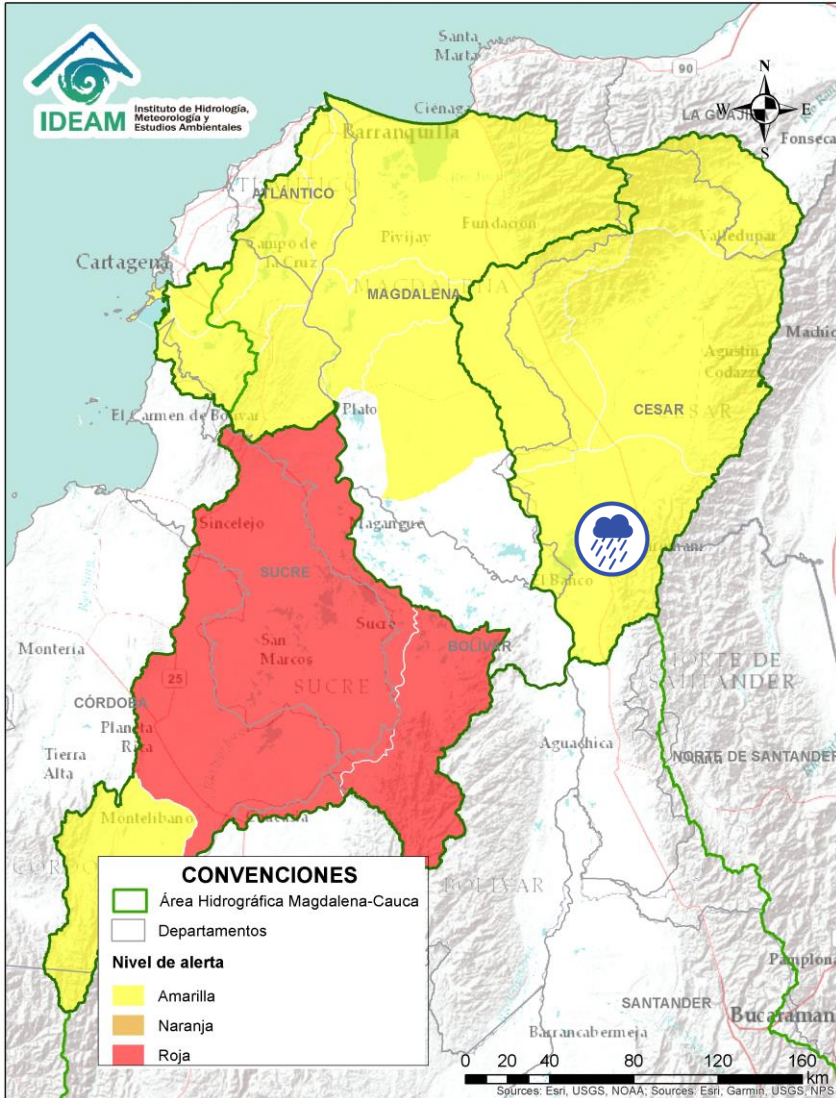 IDEAM
Instituto de Hidrología,
Meteorología y
Estudios Ambientales
Santa
Marta
90
N
W E
S
Ciénaga
LA GUAJIR
Barranquilla
Fonseca
ATLÁNTICO
Campo de
la Cruz
Pivijay
Fundación
Valledupar
Cartagena
MAGDALENA
Agustín
Codazzi
El Carmen de Bolívar
Plato
CESAR
Sincelejo
Magangue
SUCRE
El Banco
Montería
Sucre
San
Marcos
BOLÍVAR
SUCRE
NORTE DE
SANTANDER
25
CÓRDOBA
Planeta
Rica
Tierra
Alta
Aguachica
NORTE DE SANTANDER
Montelíbano
BOLÍVAR
CONVENCIONES
Área Hidrográfica Magdalena-Cauca
Departamentos
Nivel de alerta
Amarilla
Naranja
Roja
Pamplona
SANTANDER
Bucaraman
Barrancabermeja
0 20 40 80 120 160
km
Sources: Esri, USGS, NOAA; Sources: Esri, Garmin, USGS, NPS